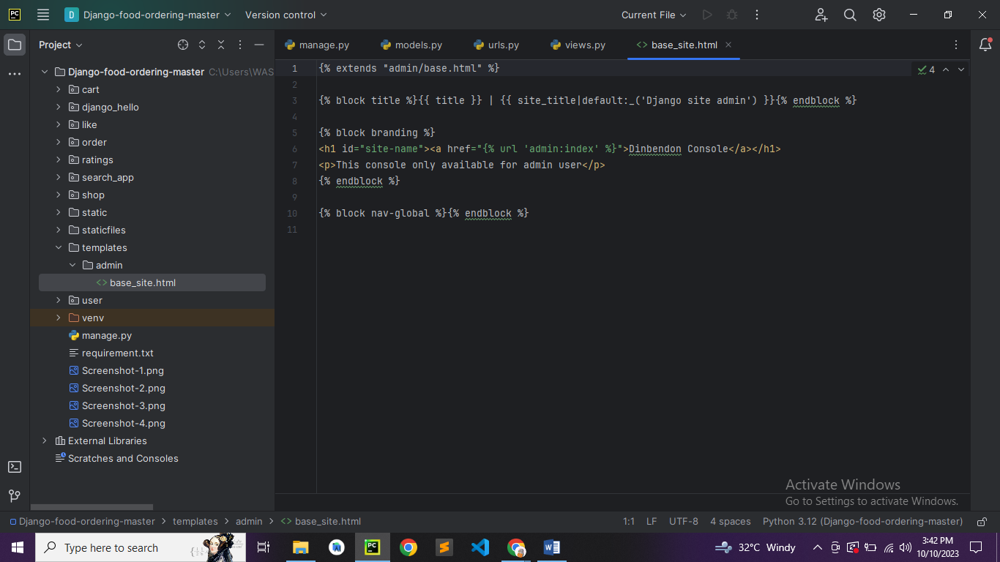 PC
D Django-food-ordering-master Version control Current File
Project
manage.py models.py urls.py views.py base_site.html
Django-food-ordering-master C:\Users\WAS
cart
django_hello
like
order
ratings
search_app
shop
static
staticfiles
templates
admin
base_site.html
user
venv
manage.py
requirement.txt
Screenshot-1.png
Screenshot-2.png
Screenshot-3.png
Screenshot-4.png
External Libraries
Scratches and Consoles
4
1 {% extends "admin/base.html" %}
2
3 {% block title %}{{ title }} | {{ site_title|default:_('Django site admin') }}{% endblock %}
4
5 {% block branding %}
6 <h1 id="site-name"><a href="{% url 'admin:index' %}">Dinbendon Console</a></h1>
7 <p>This console only available for admin user</p>
8 {% endblock %}
9
10 {% block nav-global %}{% endblock %}
11
Activate Windows
Go to Settings to activate Windows.
Django-food-ordering-master > templates > admin > base_site.html
1:1 LF UTF-8 4 spaces Python 3.12 (Django-food-ordering-master)
Type here to search
PC
32°C Windy
3:42 PM
10/10/2023